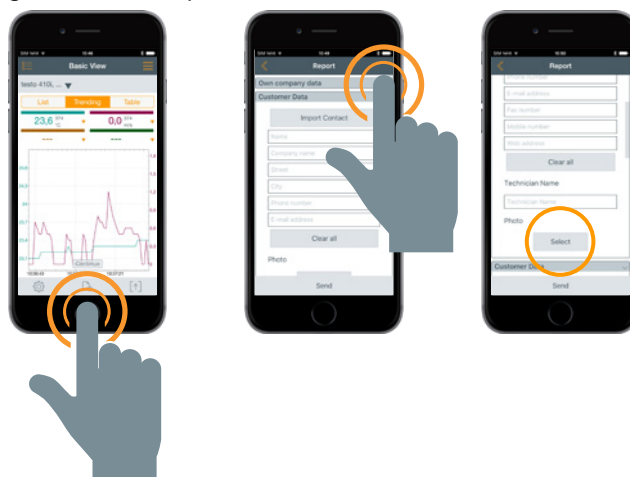 Basic View
testo 410i, ...
List Trending Table
23,6 °C
0,0 m/s
Continue
Report
Own company data
Customer Data
Import Contact
Name
Company name
Street
City
Phone number
E-mail address
Clear all
Photo
Send
Report
Phone number
E-mail address
Fax number
Mobile number
Web address
Clear all
Technician Name
Technician Name
Photo
Select
Customer Data
Send